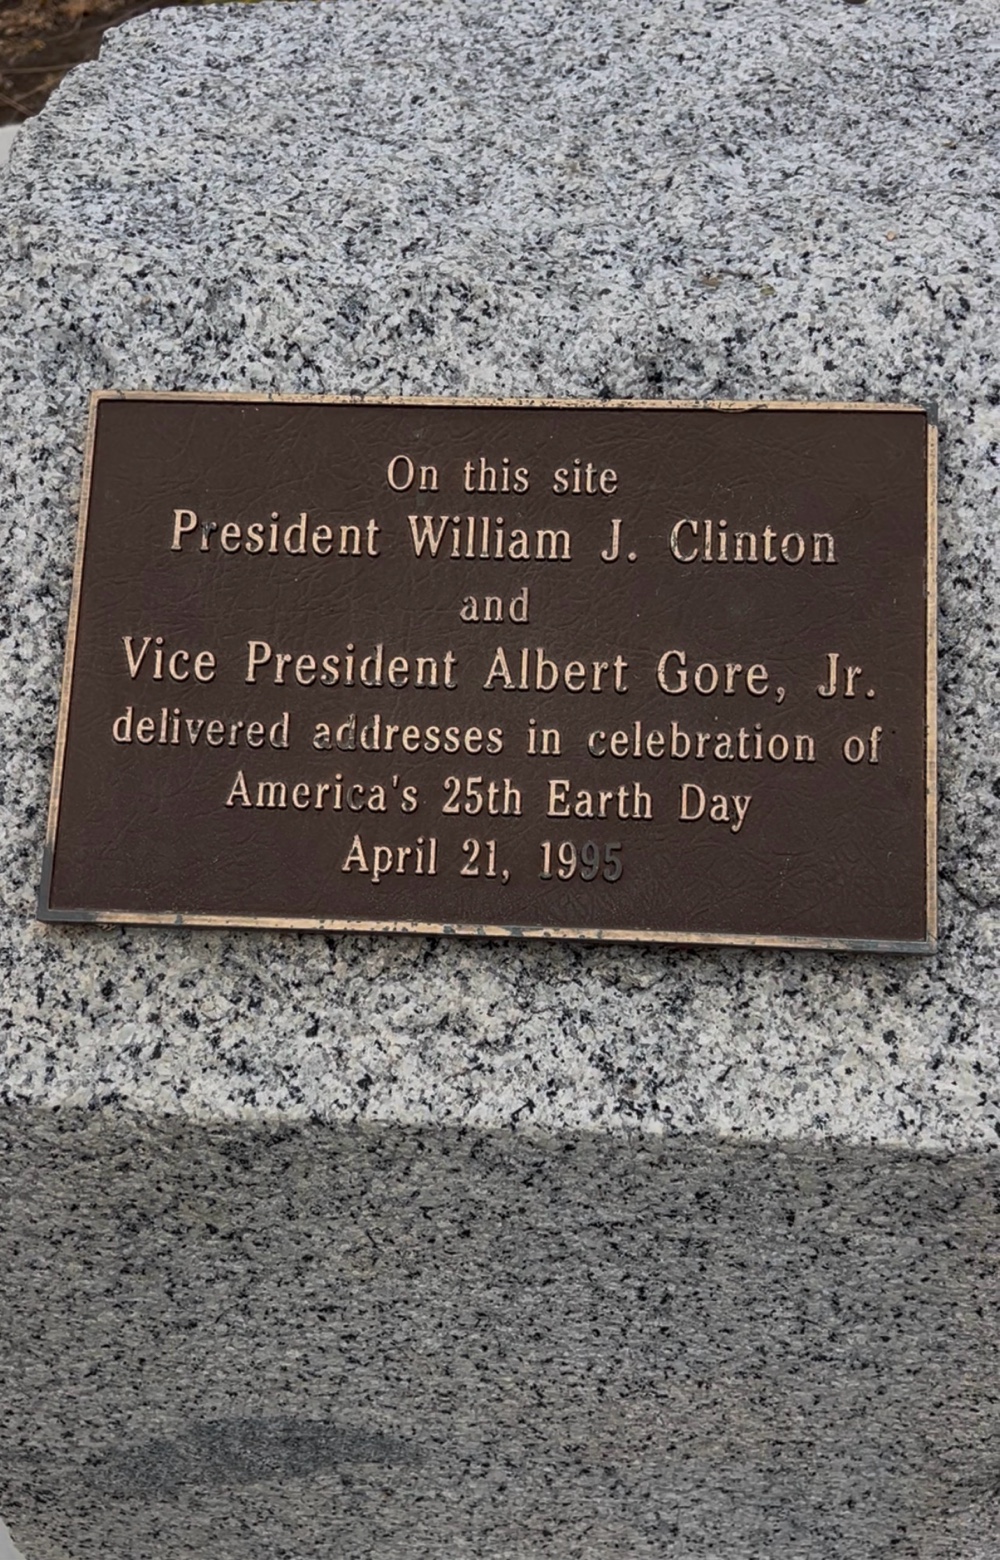 On this site
President William J. Clinton
and
Vice President Albert Gore, Jr.
delivered addresses in celebration of
America's 25th Earth Day
April 21, 1995